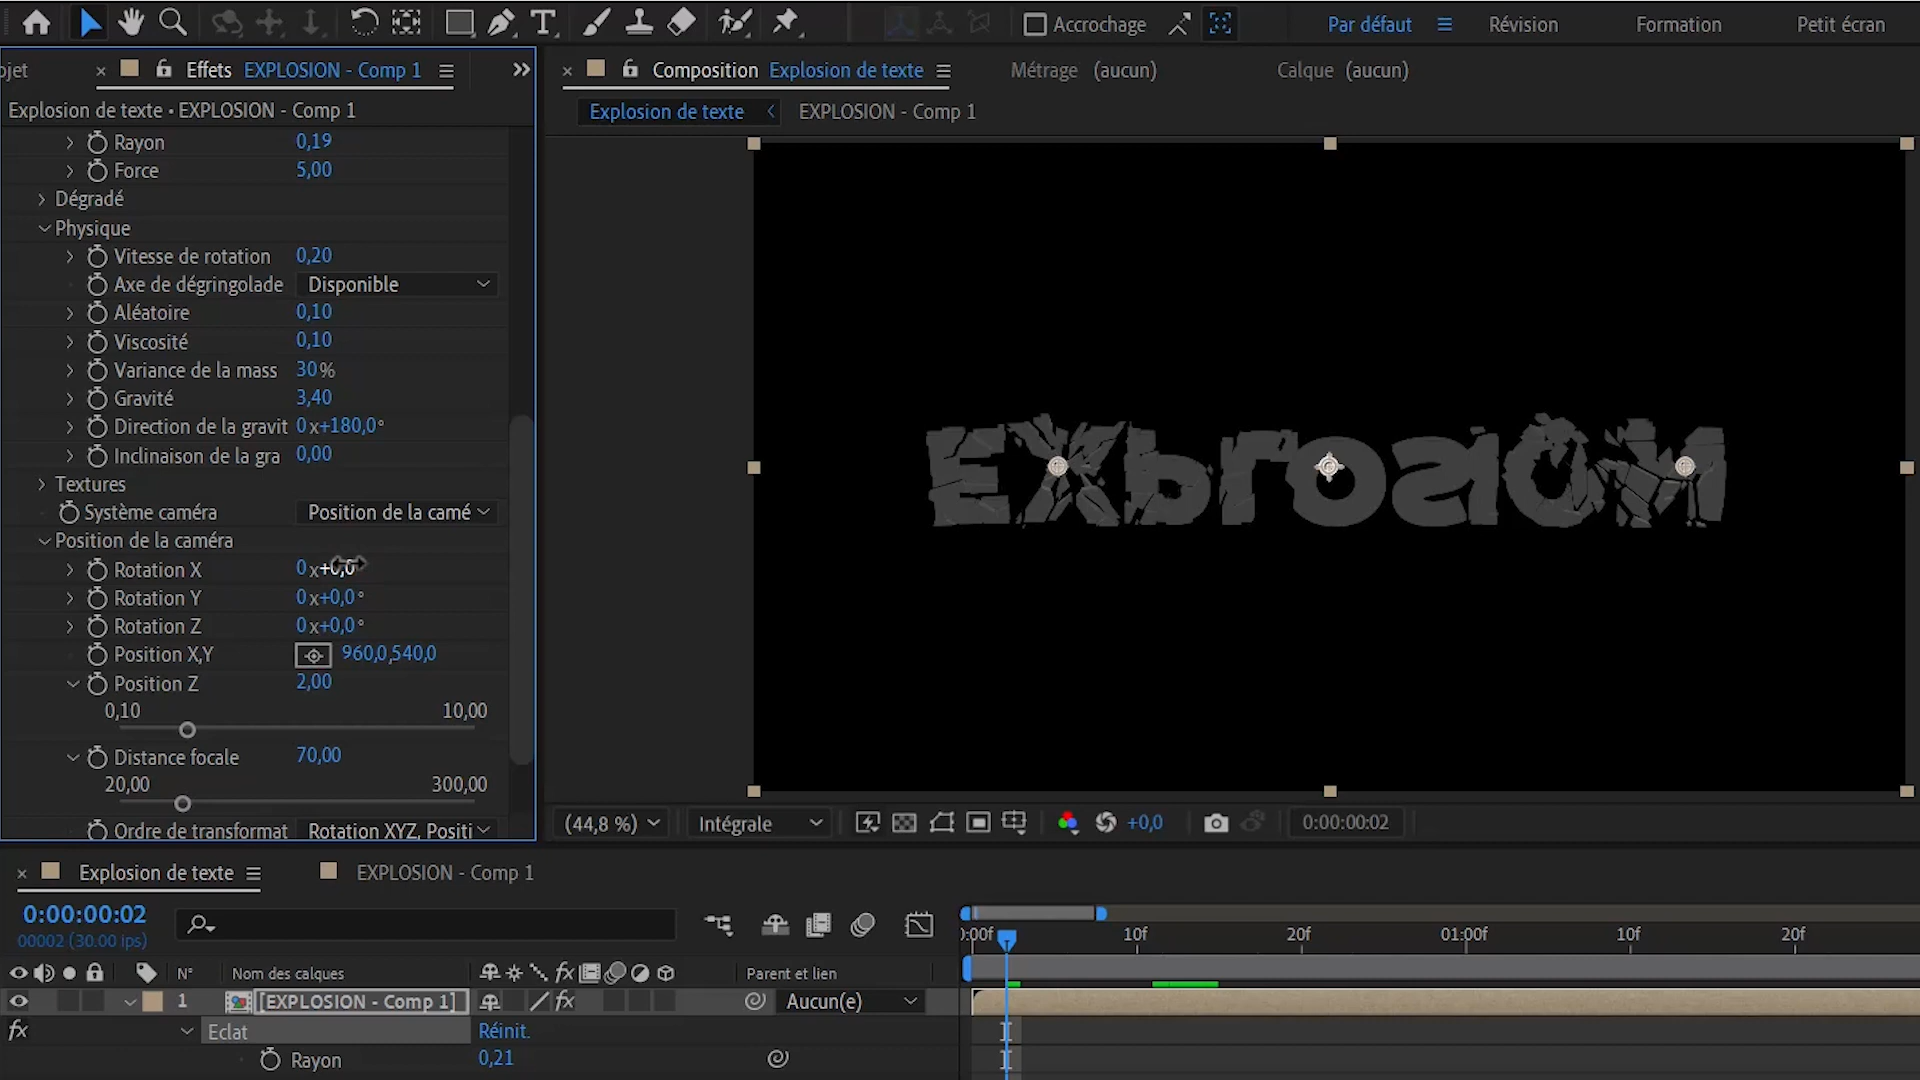 Accrochage
Par défaut
Révision
Formation
Petit écran
ojet
Effets EXPLOSION - Comp 1
Composition Explosion de texte
Métrage (aucun)
Calque (aucun)
Explosion de texte • EXPLOSION - Comp 1
Explosion de texte
EXPLOSION - Comp 1
Rayon 0,19
Force 5,00
Dégradé
Physique
Vitesse de rotation 0,20
Axe de dégringolade Disponible
Aléatoire 0,10
Viscosité 0,10
Variance de la mass 30%
Gravité 3,40
Direction de la gravit 0x+180,0°
Inclinaison de la gra 0,00
Textures
Système caméra Position de la camé
Position de la caméra
Rotation X 0x+0,0
Rotation Y 0x+0,0°
Rotation Z 0x+0,0°
Position X,Y 960,0,540,0
Position Z 2,00
0,10 10,00
Distance focale 70,00
20,00 300,00
Ordre de transformat Rotation XYZ, Positi
(44,8 %)
Intégrale
+0,0
0:00:00:02
Explosion de texte
EXPLOSION - Comp 1
0:00:00:02
00002 (30.00 ips)
):00f 10f 20f 01:00f 10f 20f
N° Nom des calques
fx
Parent et lien
1 [EXPLOSION - Comp 1]
fx
Aucun(e)
fx Eclat Réinit.
Rayon 0,21